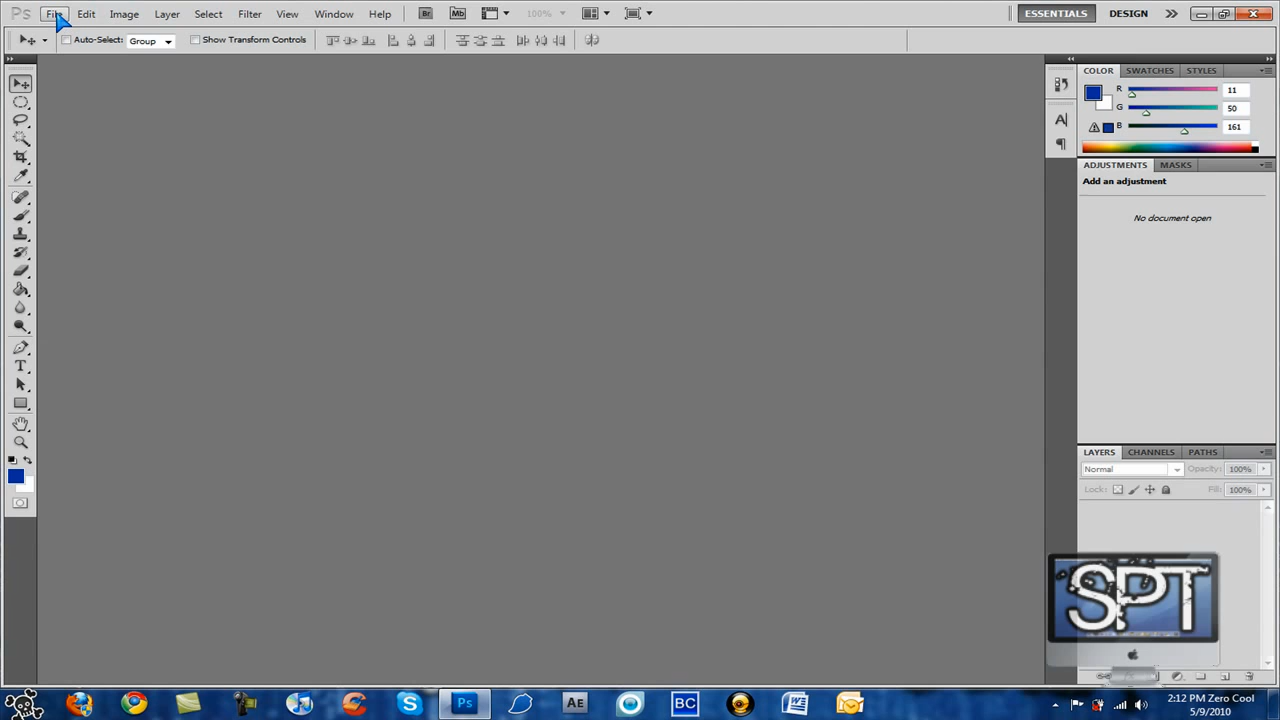 Ps File Edit Image Layer Select Filter View Window Help Br Mb 100% ESSENTIALS DESIGN >>
Auto-Select: Group Show Transform Controls
COLOR SWATCHES STYLES
R 11
G 50
B 161
ADJUSTMENTS MASKS
Add an adjustment
No document open
LAYERS CHANNELS PATHS
Normal Opacity: 100%
Lock: Fill: 100%
SPT
Ps AE BC
2:12 PM Zero Cool
5/9/2010